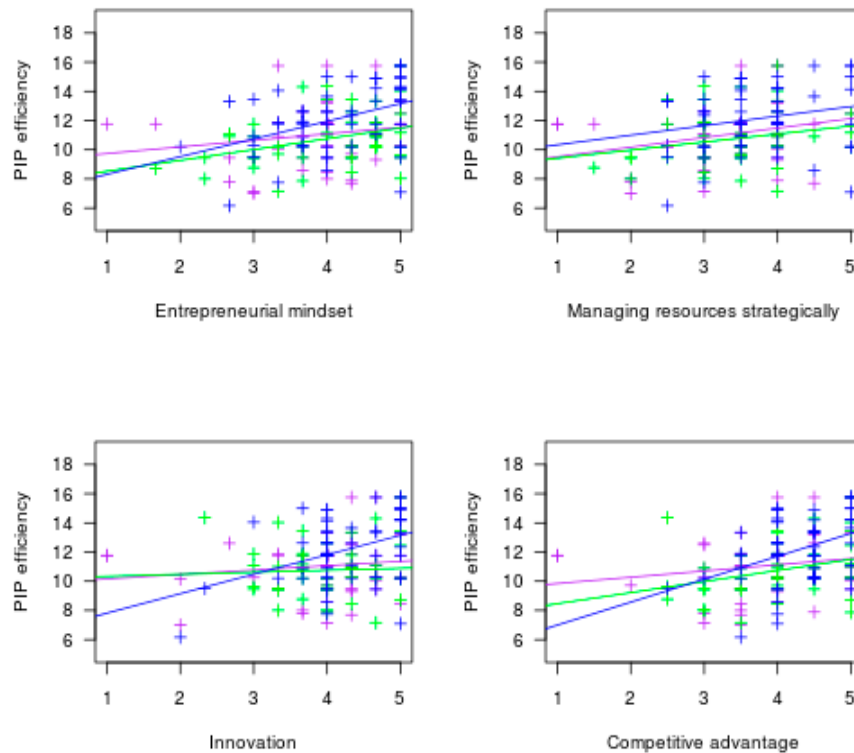 18
16
14
12
10
8
6
PIP efficiency
1 2 3 4 5
Entrepreneurial mindset
18
16
14
12
10
8
6
PIP efficiency
1 2 3 4 5
Managing resources strategically
18
16
14
12
10
8
6
PIP efficiency
1 2 3 4 5
Innovation
18
16
14
12
10
8
6
PIP efficiency
1 2 3 4 5
Competitive advantage